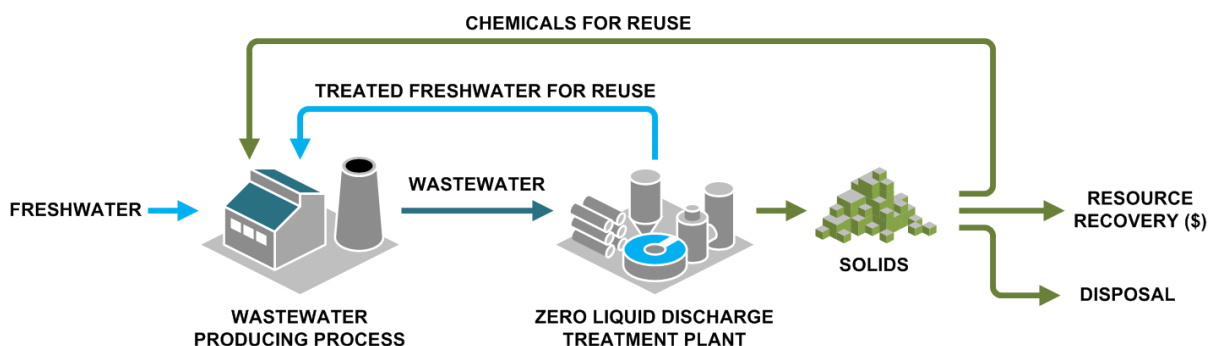 CHEMICALS FOR REUSE
TREATED FRESHWATER FOR REUSE
FRESHWATER
WASTEWATER
RESOURCE
RECOVERY ($)
SOLIDS
DISPOSAL
WASTEWATER
PRODUCING PROCESS
ZERO LIQUID DISCHARGE
TREATMENT PLANT